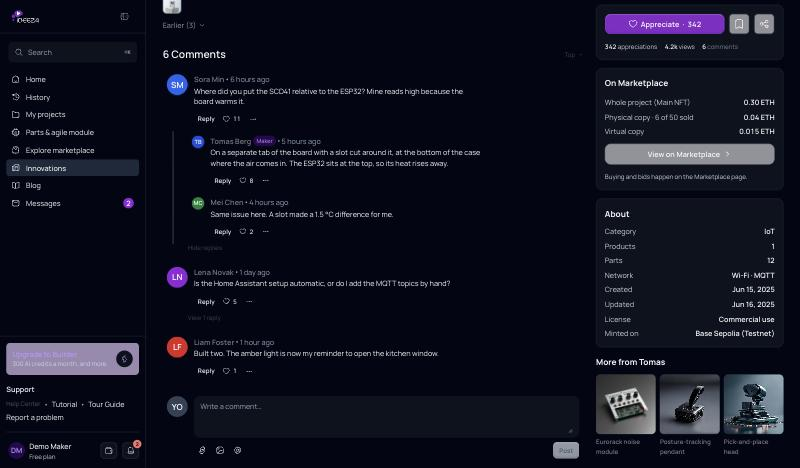 IDEEZA
Search
Home
History
My projects
Parts & agile module
Explore marketplace
Innovations
Blog
Messages 2
Upgrade to Builder
300 AI credits a month, and more.
Support
Help Center • Tutorial • Tour Guide
Report a problem
DM Demo Maker
Free plan
2
Earlier (3)
6 Comments
Top
SM Sora Min • 6 hours ago
Where did you put the SCD41 relative to the ESP32? Mine reads high because the
board warms it.
Reply 11
TB Tomas Berg Maker • 5 hours ago
On a separate tab of the board with a slot cut around it, at the bottom of the case
where the air comes in. The ESP32 sits at the top, so its heat rises away.
Reply 8
MC Mei Chen • 4 hours ago
Same issue here. A slot made a 1.5 °C difference for me.
Reply 2
Hide replies
LN Lena Novak • 1 day ago
Is the Home Assistant setup automatic, or do I add the MQTT topics by hand?
Reply 5
View 1 reply
LF Liam Foster • 1 hour ago
Built two. The amber light is now my reminder to open the kitchen window.
Reply 1
YO Write a comment...
Post
Appreciate · 342
342 appreciations 4.2k views 6 comments
On Marketplace
Whole project (Main NFT) 0.30 ETH
Physical copy · 6 of 50 sold 0.04 ETH
Virtual copy 0.015 ETH
View on Marketplace
Buying and bids happen on the Marketplace page.
About
Category IoT
Products 1
Parts 12
Network Wi-Fi · MQTT
Created Jun 15, 2025
Updated Jun 16, 2025
License Commercial use
Minted on Base Sepolia (Testnet)
More from Tomas
Eurorack noise
module
Posture-tracking
pendant
Pick-and-place
head